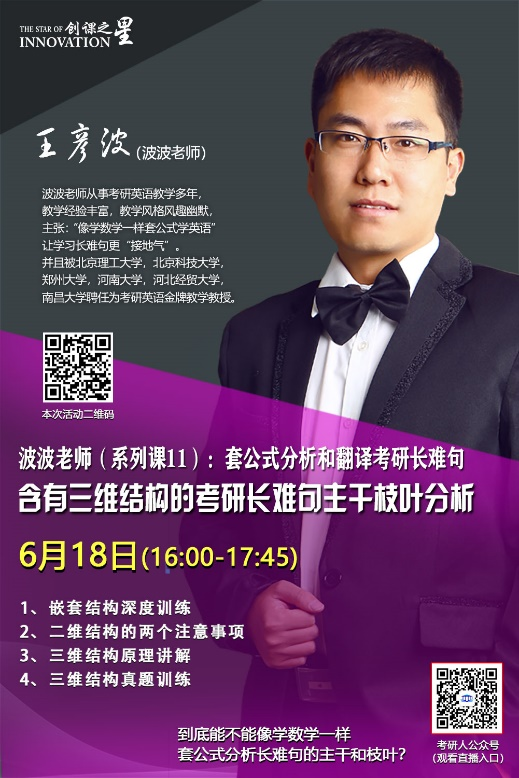 THE STAR OF 创课之星
INNOVATION
王彦波(波波老师)
波波老师从事考研英语教学多年，
教学经验丰富，教学风格风趣幽默，
主张：“像学数学一样套公式学英语”
让学习长难句更“接地气”。
并且被北京理工大学，北京科技大学，
郑州大学，河南大学，河北经贸大学，
南昌大学聘任为考研英语金牌教学教授。
本次活动二维码
波波老师（系列课11）：套公式分析和翻译考研长难句
含有三维结构的考研长难句主干枝叶分析
6月18日(16:00-17:45)
1、嵌套结构深度训练
2、二维结构的两个注意事项
3、三维结构原理讲解
4、三维结构真题训练
到底能不能像学数学一样
套公式分析长难句的主干和枝叶?
考研人公众号
(观看直播入口)